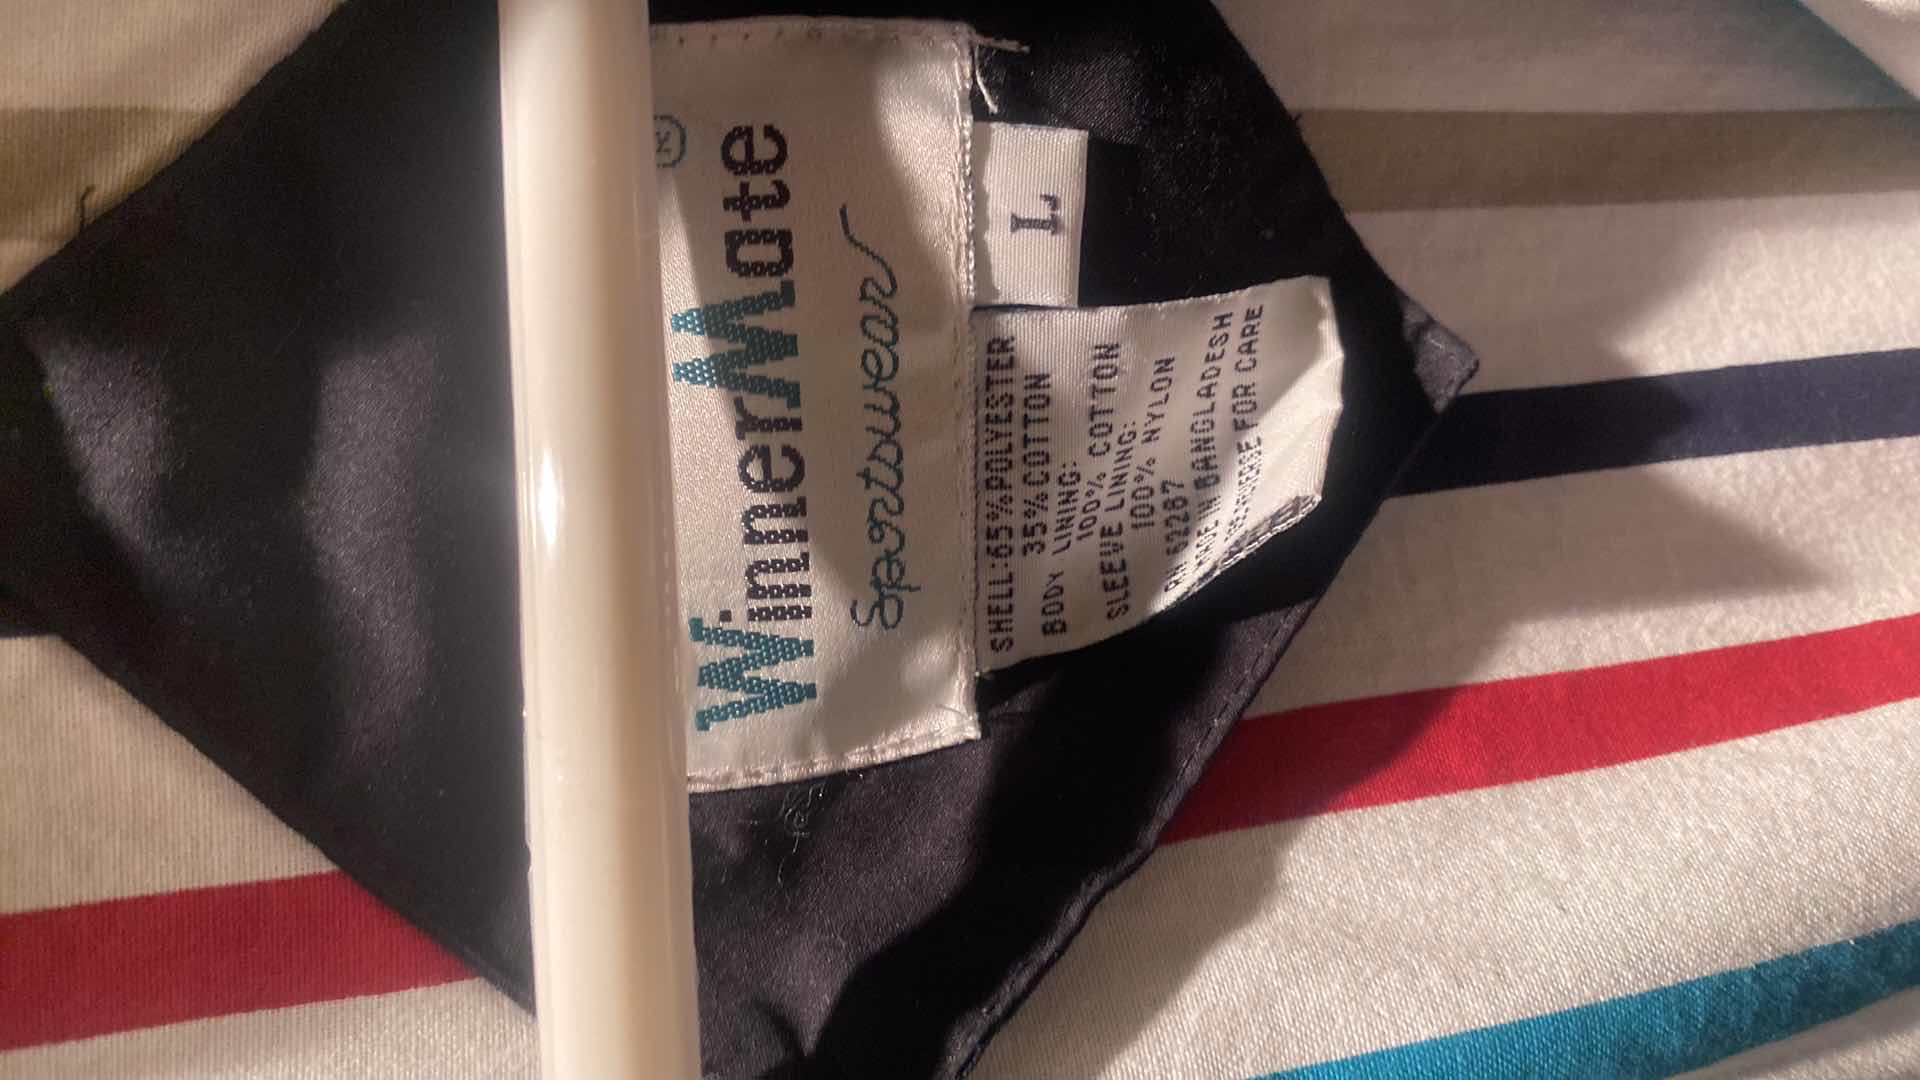 WinnerMate ®
Sportswear
L
SHELL: 65% POLYESTER
35% COTTON
BODY LINING:
100% COTTON
SLEEVE LINING:
100% NYLON
RN 62287
MADE IN BANGLADESH
REVERSE FOR CARE